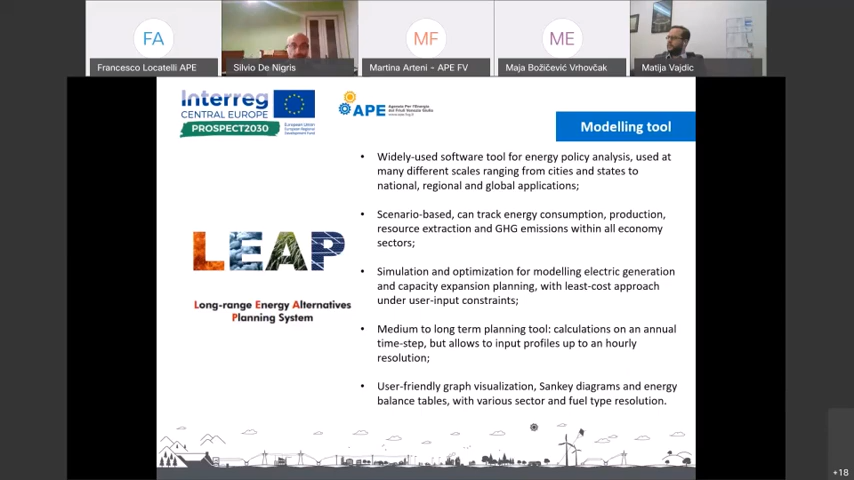 FA
MF
ME
Francesco Locatelli APE
Silvio De Nigris
Martina Arteni - APE FV
Maja Božičević Vrhovčak
Matija Vajdic
Interreg
CENTRAL EUROPE
PROSPECT2030
European Union
European Regional
Development Fund
APE
Modelling tool
• Widely-used software tool for energy policy analysis, used at
many different scales ranging from cities and states to
national, regional and global applications;
• Scenario-based, can track energy consumption, production,
resource extraction and GHG emissions within all economy
sectors;
• Simulation and optimization for modelling electric generation
and capacity expansion planning, with least-cost approach
under user-input constraints;
• Medium to long term planning tool: calculations on an annual
time-step, but allows to input profiles up to an hourly
resolution;
• User-friendly graph visualization, Sankey diagrams and energy
balance tables, with various sector and fuel type resolution.
LEAP
Long-range Energy Alternatives
Planning System
+18